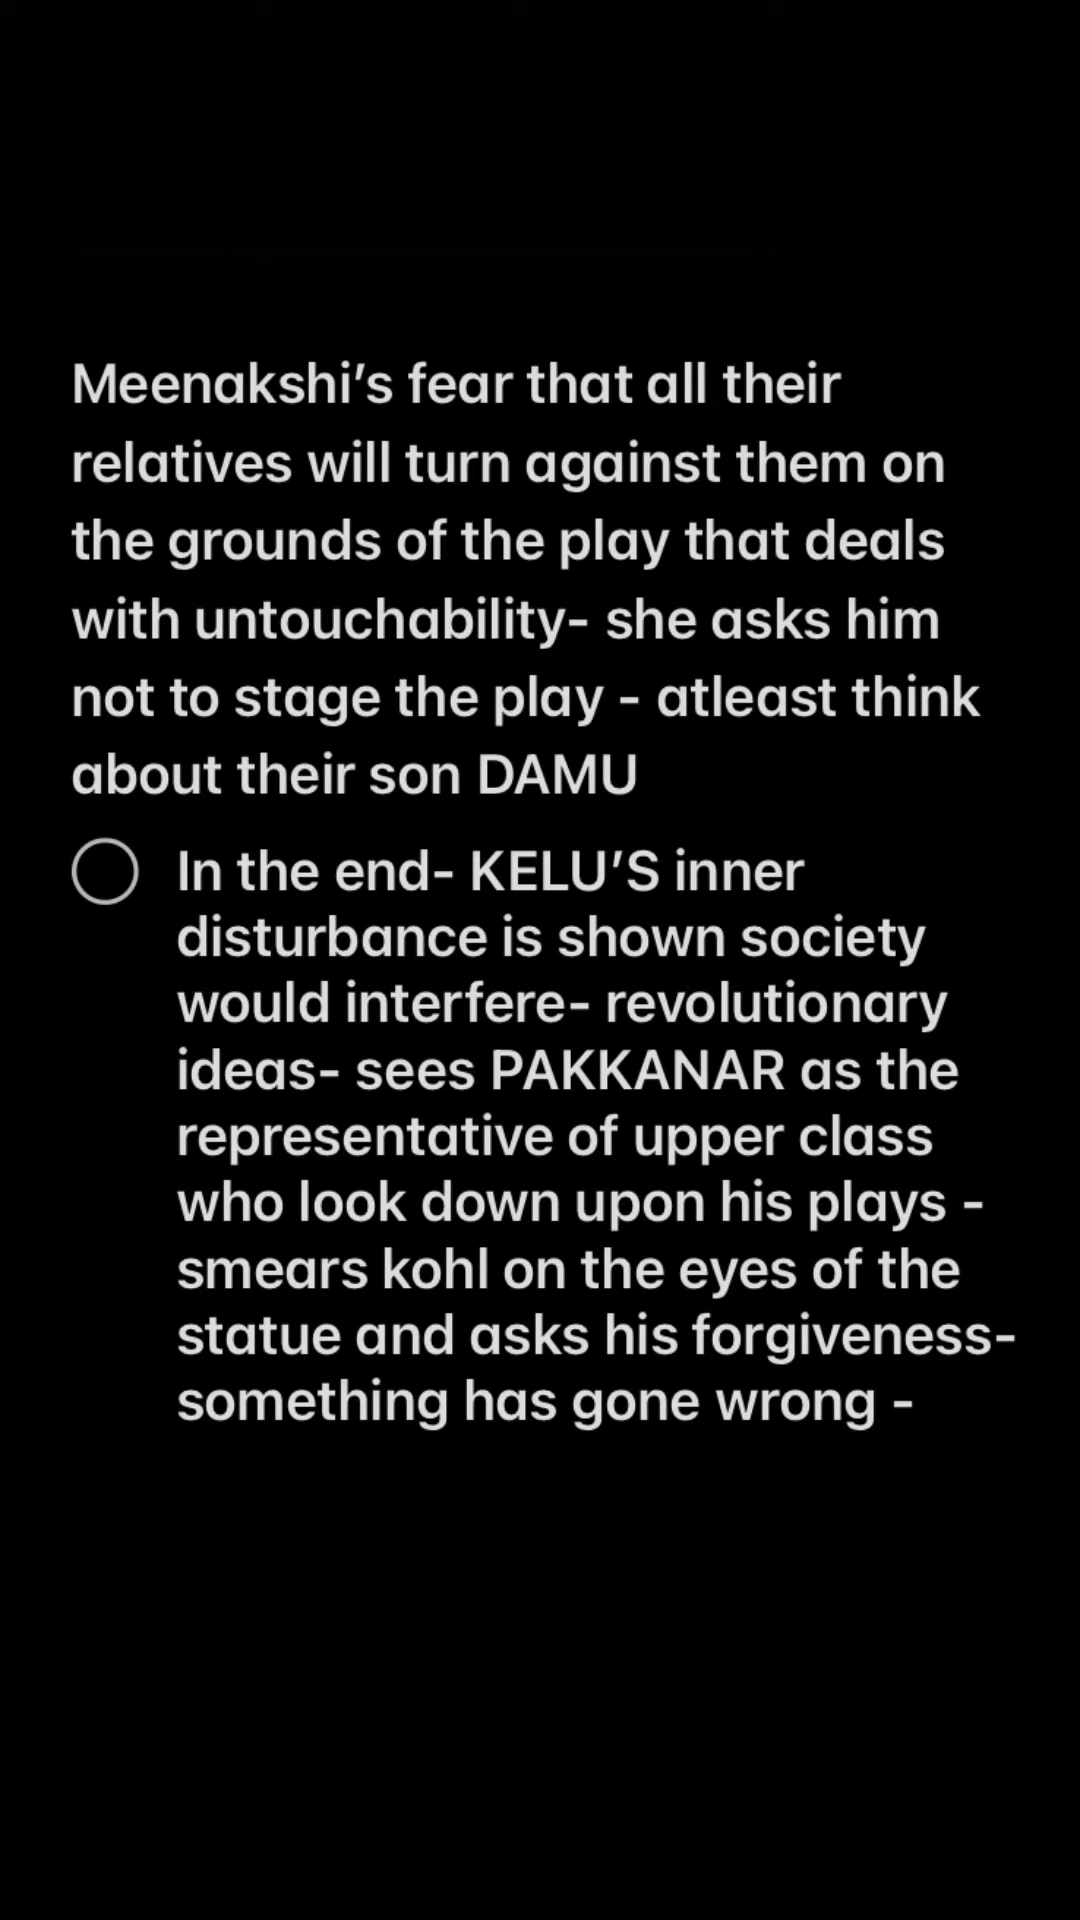 Meenakshi’s fear that all their
relatives will turn against them on
the grounds of the play that deals
with untouchability- she asks him
not to stage the play - atleast think
about their son DAMU
In the end- KELU’S inner
disturbance is shown society
would interfere- revolutionary
ideas- sees PAKKANAR as the
representative of upper class
who look down upon his plays -
smears kohl on the eyes of the
statue and asks his forgiveness-
something has gone wrong -